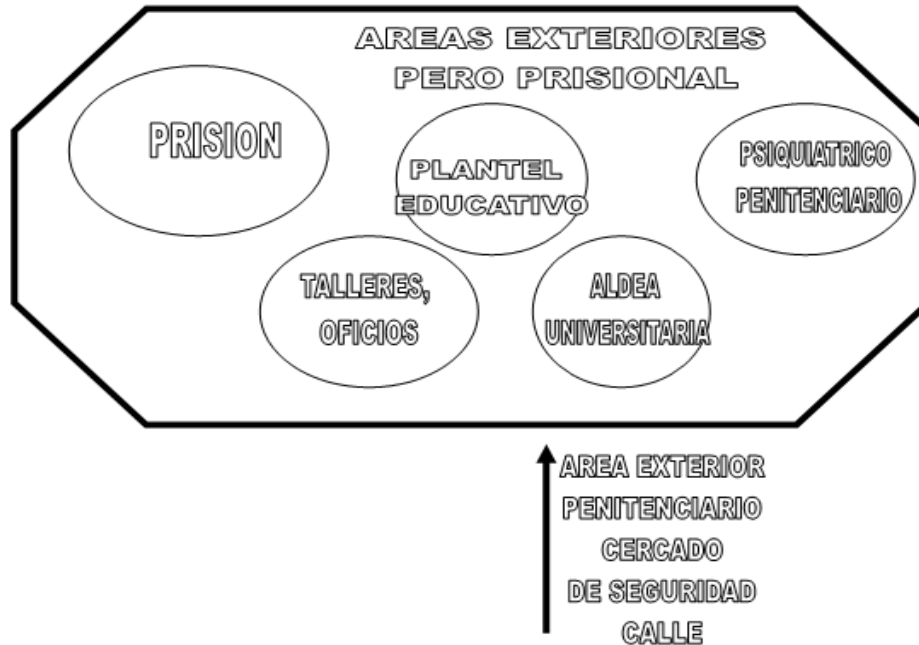 AREAS EXTERIORES
PERO PRISIONAL
PRISION
PLANTEL
EDUCATIVO
PSIQUIATRICO
PENITENCIARIO
TALLERES,
OFICIOS
ALDEA
UNIVERSITARIA
AREA EXTERIOR
PENITENCIARIO
CERCADO
DE SEGURIDAD
CALLE